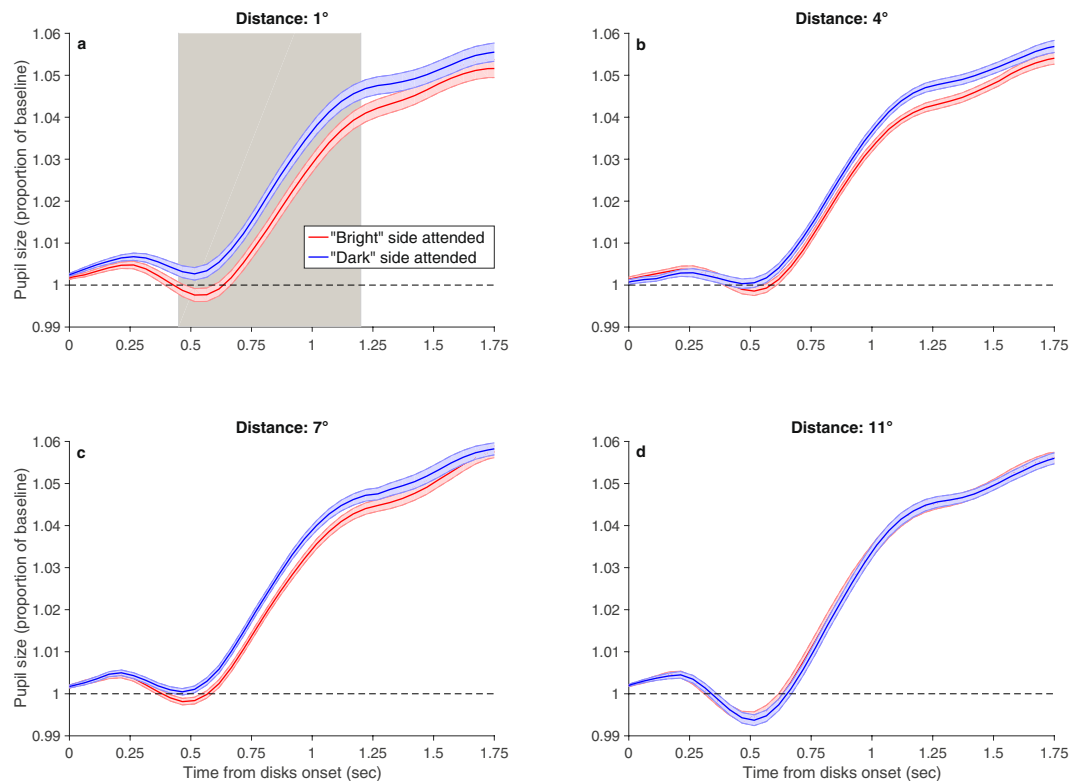 Distance: 1°
a
1.06
1.05
1.04
1.03
1.02
1.01
1
0.99
Pupil size (proportion of baseline)
"Bright" side attended
"Dark" side attended
0 0.25 0.5 0.75 1 1.25 1.5 1.75
Distance: 4°
b
1.06
1.05
1.04
1.03
1.02
1.01
1
0.99
0 0.25 0.5 0.75 1 1.25 1.5 1.75
Distance: 7°
c
1.06
1.05
1.04
1.03
1.02
1.01
1
0.99
Pupil size (proportion of baseline)
0 0.25 0.5 0.75 1 1.25 1.5 1.75
Time from disks onset (sec)
Distance: 11°
d
1.06
1.05
1.04
1.03
1.02
1.01
1
0.99
0 0.25 0.5 0.75 1 1.25 1.5 1.75
Time from disks onset (sec)